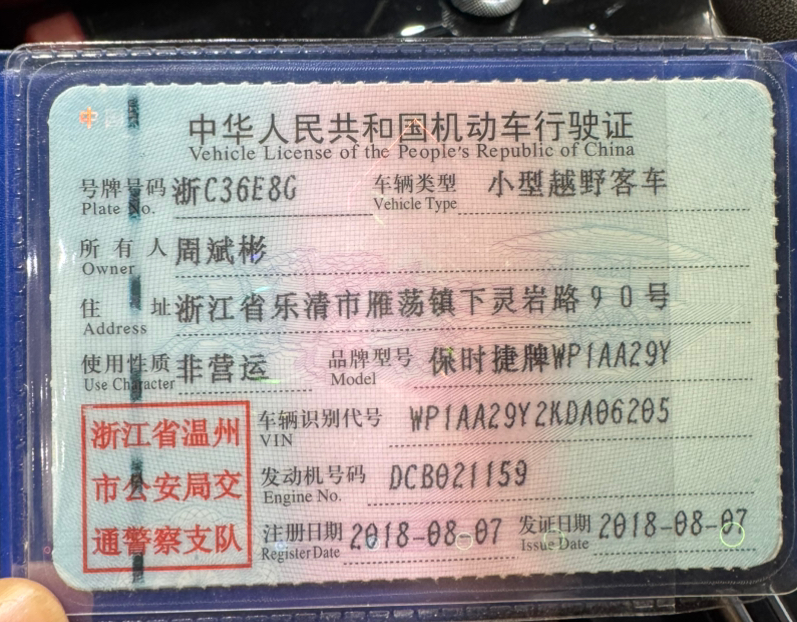 中国
中华人民共和国机动车行驶证
Vehicle License of the People's Republic of China
号牌号码 浙C36E8G 车辆类型 小型越野客车
Plate No. Vehicle Type
所有人 周斌彬
Owner
住址 浙江省乐清市雁荡镇下灵岩路90号
Address
使用性质 非营运 品牌型号 保时捷牌WP1AA29Y
Use Character Model
浙江省温州
市公安局交
通警察支队
车辆识别代号 WP1AA29Y2KDA06205
VIN
发动机号码 DCB021159
Engine No.
注册日期 2018-08-07 发证日期 2018-08-07
Register Date Issue Date